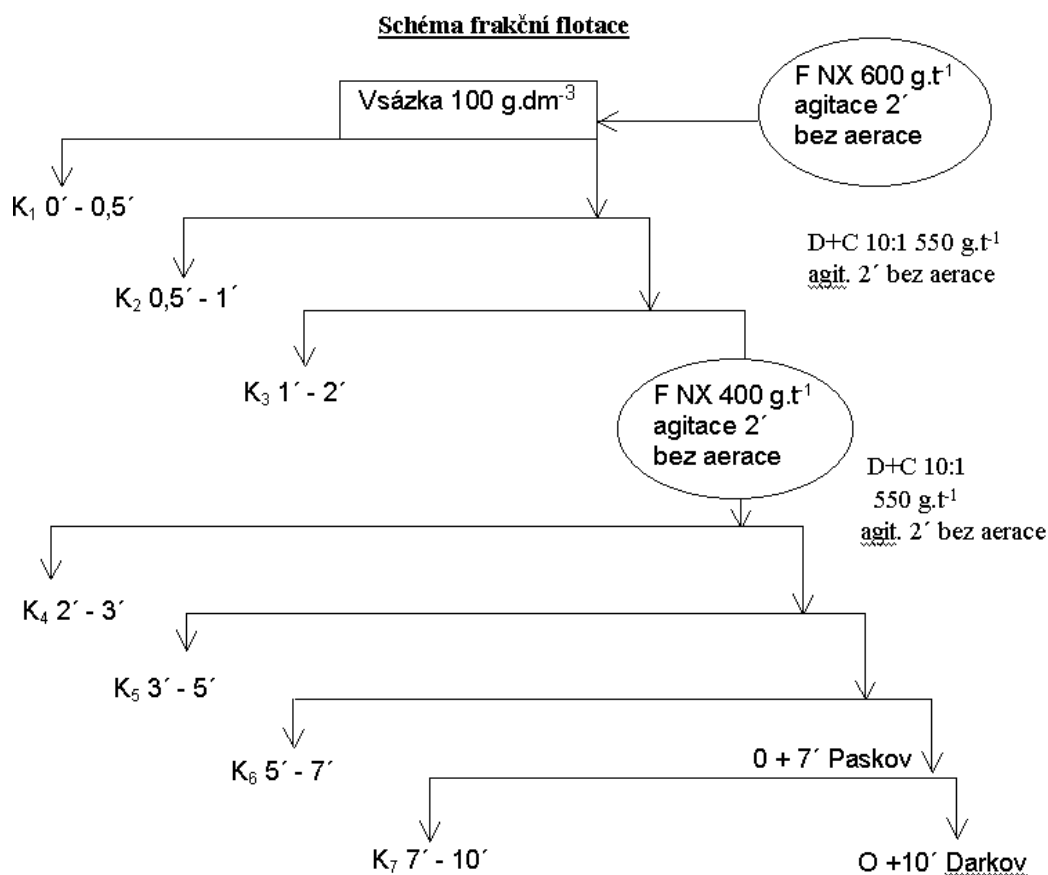 Schéma frakční flotace
F NX 600 g.t-1
agitace 2´
bez aerace
Vsázka 100 g.dm-3
K1 0´ - 0,5´
D+C 10:1 550 g.t-1
agit. 2´ bez aerace
K2 0,5´ - 1´
K3 1´ - 2´
F NX 400 g.t-1
agitace 2´
bez aerace
D+C 10:1
550 g.t-1
agit. 2´ bez aerace
K4 2´ - 3´
K5 3´ - 5´
K6 5´ - 7´
0 + 7´ Paskov
K7 7´ - 10´
O +10´ Darkov